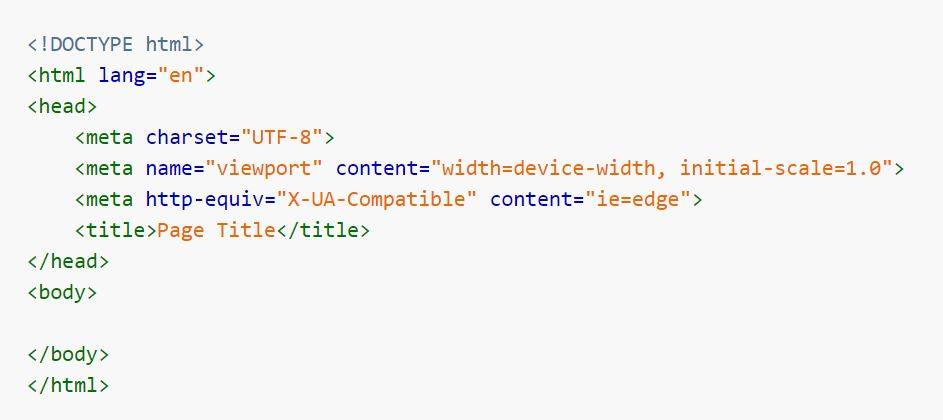 <!DOCTYPE html>
<html lang="en">
<head>
    <meta charset="UTF-8">
    <meta name="viewport" content="width=device-width, initial-scale=1.0">
    <meta http-equiv="X-UA-Compatible" content="ie=edge">
    <title>Page Title</title>
</head>
<body>

</body>
</html>